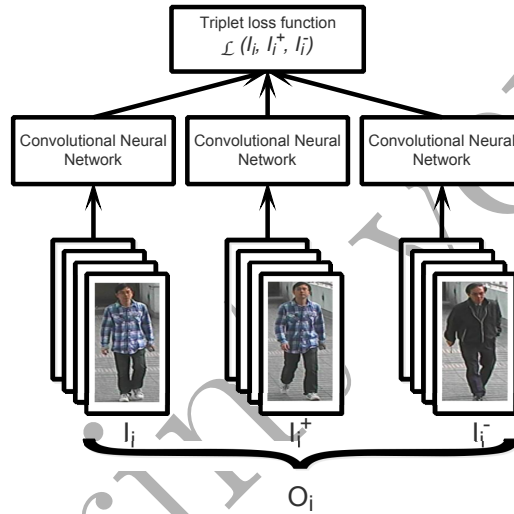 Triplet loss function
ℒ (Iᵢ, Iᵢ⁺, Iᵢ⁻)
Convolutional Neural
Network
Convolutional Neural
Network
Convolutional Neural
Network
Iᵢ
Iᵢ⁺
Iᵢ⁻
Oᵢ